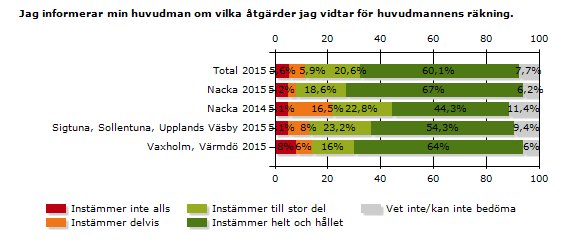 Jag informerar min huvudman om vilka åtgärder jag vidtar för huvudmannens räkning.
0 20 40 60 80 100
Total 2015 5,6% 5,9% 20,6% 60,1% 7,7%
Nacka 2015 5,2% 18,6% 67% 6,2%
Nacka 2014 5,1% 16,5% 22,8% 44,3% 11,4%
Sigtuna, Sollentuna, Upplands Väsby 2015 5,1% 8% 23,2% 54,3% 9,4%
Vaxholm, Värmdö 2015 8% 6% 16% 64% 6%
0 20 40 60 80 100
Instämmer inte alls Instämmer till stor del Vet inte/kan inte bedöma
Instämmer delvis Instämmer helt och hållet